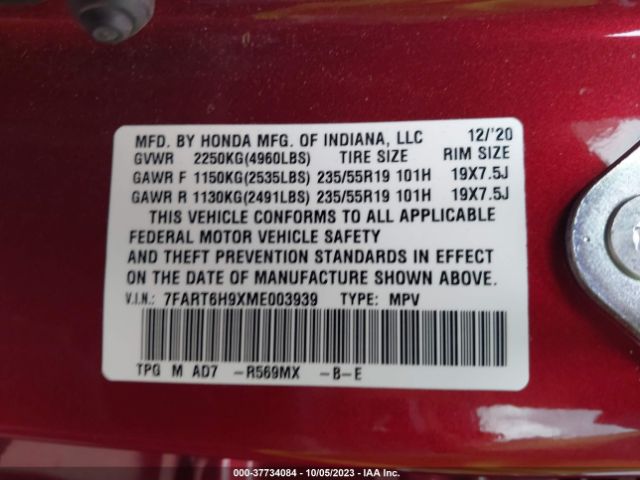 MFD. BY HONDA MFG. OF INDIANA, LLC 12/'20
GVWR 2250KG(4960LBS) TIRE SIZE RIM SIZE
GAWR F 1150KG(2535LBS) 235/55R19 101H 19X7.5J
GAWR R 1130KG(2491LBS) 235/55R19 101H 19X7.5J
THIS VEHICLE CONFORMS TO ALL APPLICABLE
FEDERAL MOTOR VEHICLE SAFETY
AND THEFT PREVENTION STANDARDS IN EFFECT
ON THE DATE OF MANUFACTURE SHOWN ABOVE.
V.I.N.: 7FART6H9XME003939 TYPE: MPV
TPG M AD7 -R569MX -B-E
000-37734084 - 10/05/2023 - IAA Inc.